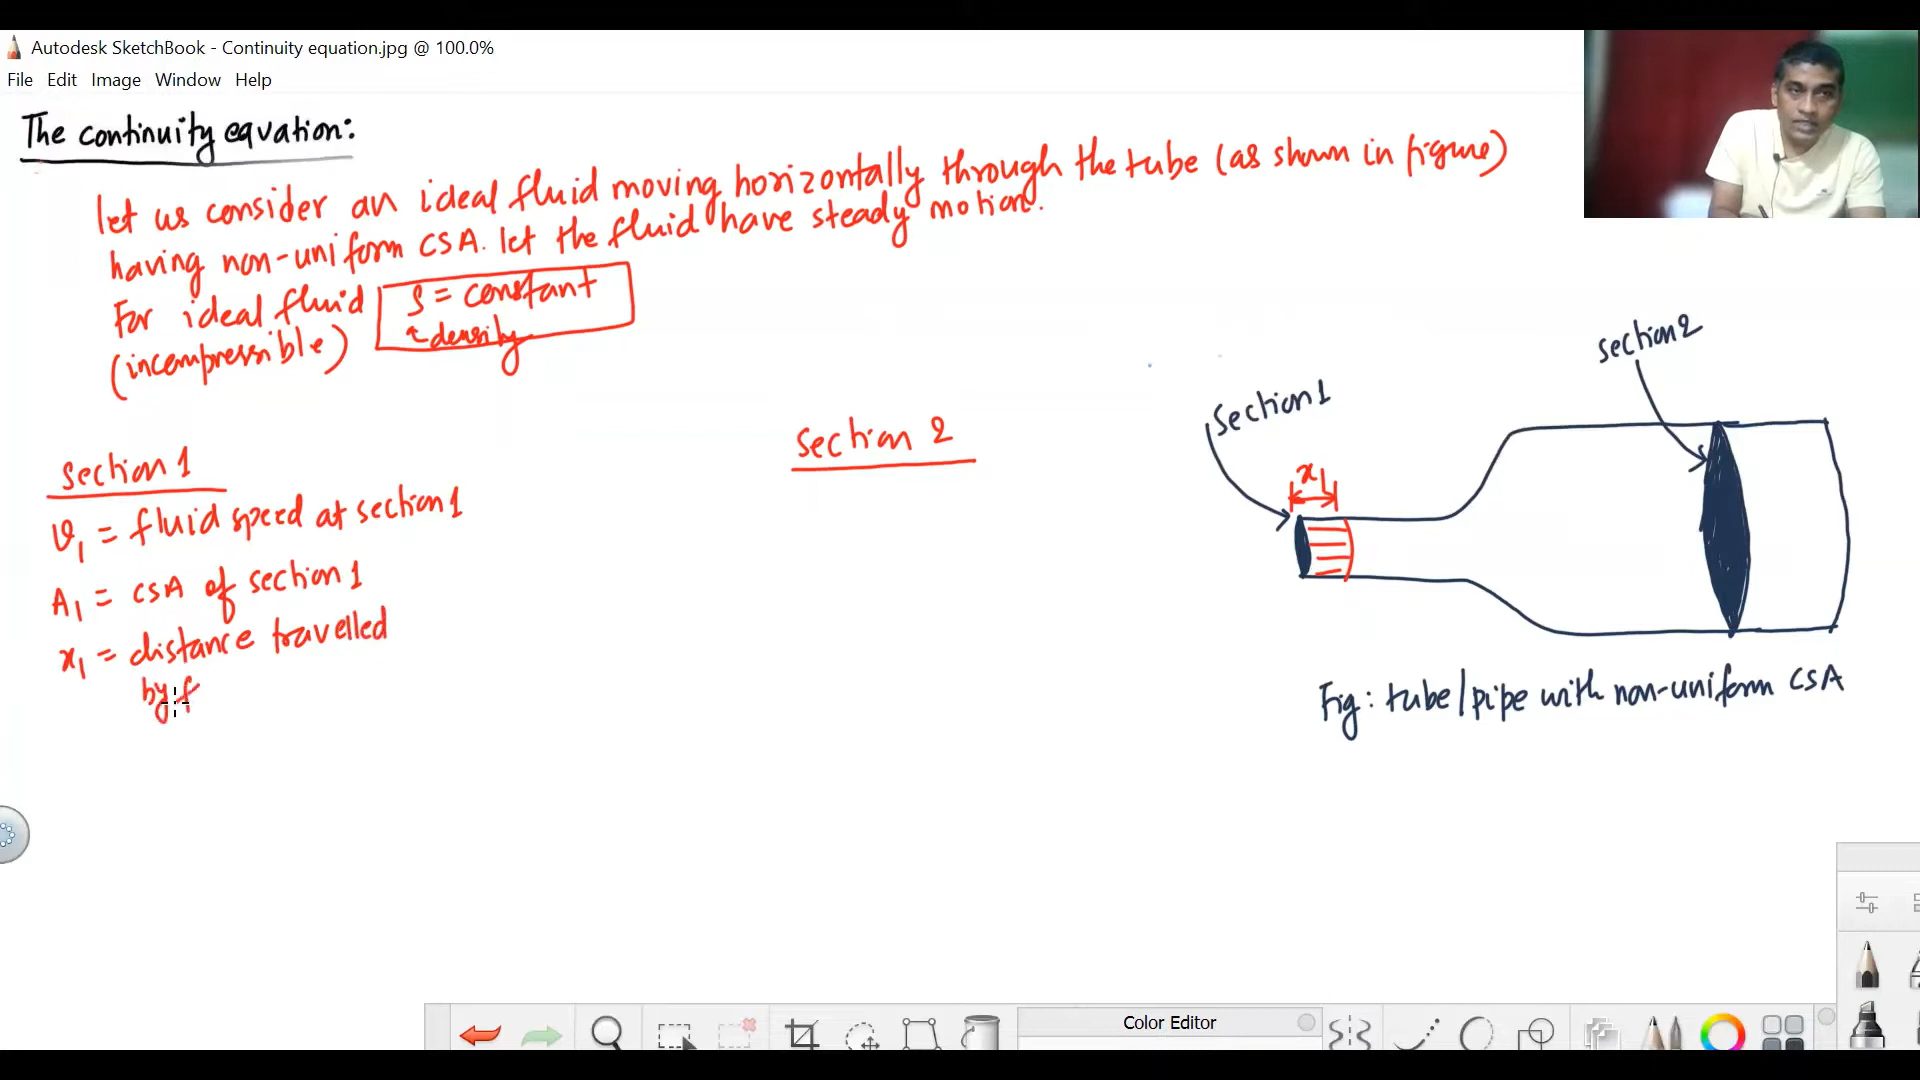 Autodesk SketchBook - Continuity equation.jpg @ 100.0%
File Edit Image Window Help
The continuity equation:
let us consider an ideal fluid moving horizontally through the tube (as shown in figure)
having non-uniform CSA. let the fluid have steady motion.
For ideal fluid
(incompressible)
ρ = constant
density
Section 1
v₁ = fluid speed at section 1
A₁ = CSA of section 1
x₁ = distance travelled
by f
Section 2
Section 1
Section 2
x₁
Fig: tube/pipe with non-uniform CSA
Color Editor